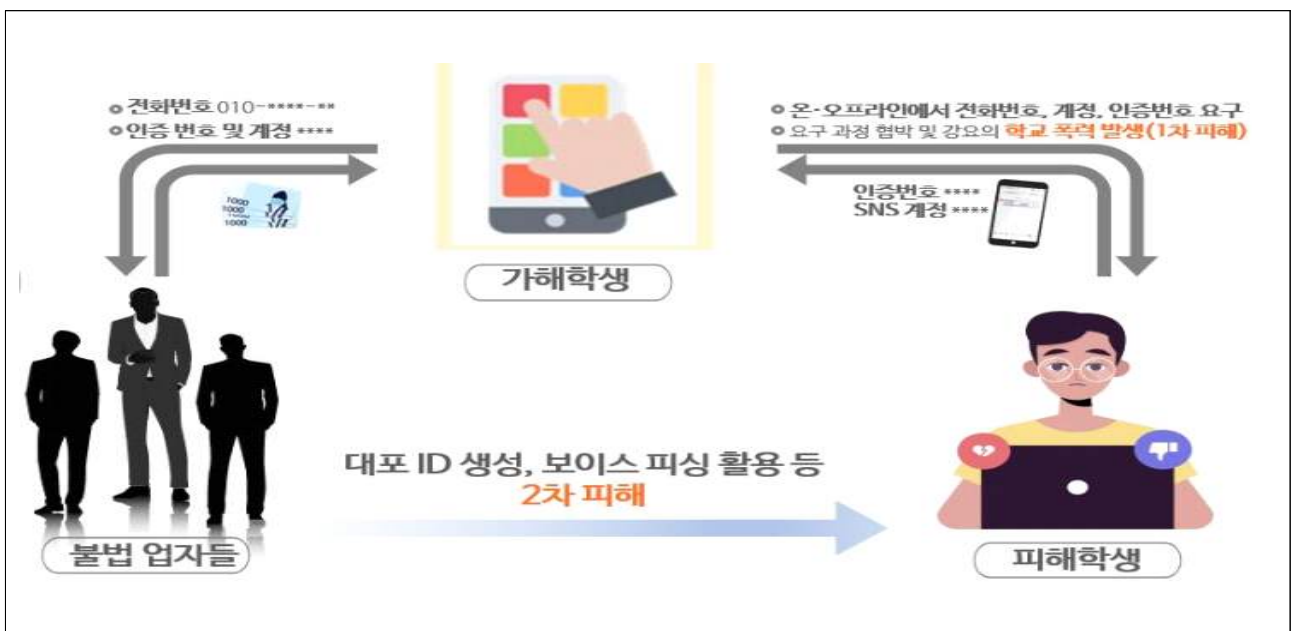 전화번호 010-****-**
인증 번호 및 계정 ****
온·오프라인에서 전화번호, 계정, 인증번호 요구
요구 과정 협박 및 강요의 학교 폭력 발생(1차 피해)
인증번호 ****
SNS 계정 ****
1000
1000
1000
가해학생
대포 ID 생성, 보이스 피싱 활용 등
2차 피해
불법 업자들
피해학생